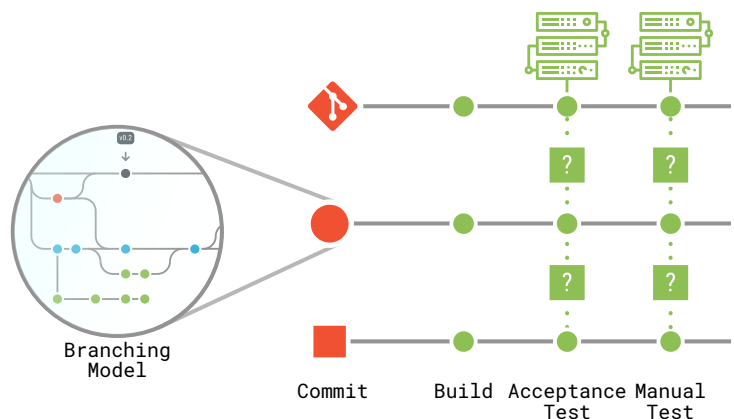 v0.2
?
?
?
?
Branching
Model
Commit
Build
Acceptance
Test
Manual
Test